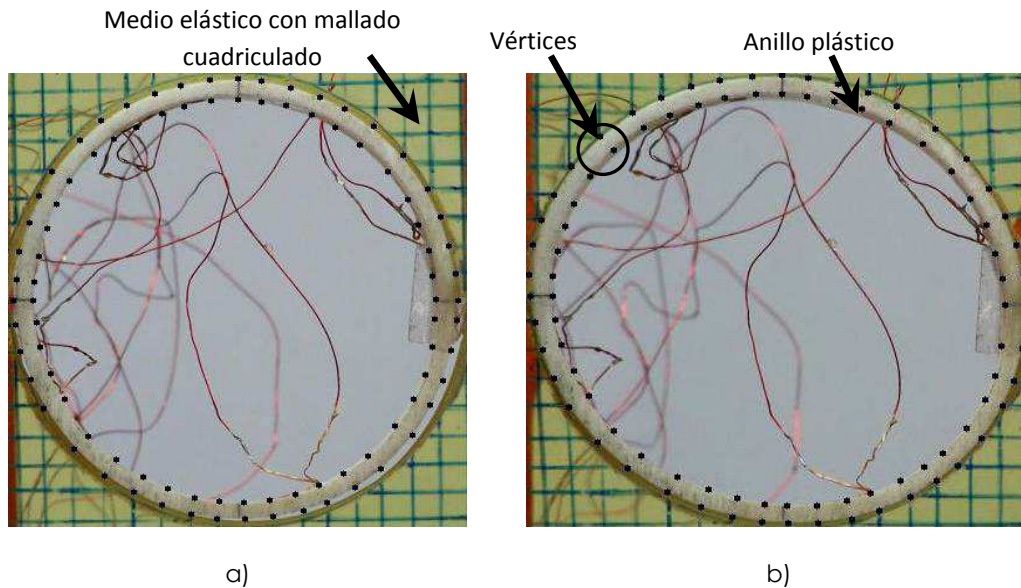 Medio elástico con mallado
cuadriculado
Vértices
Anillo plástico
a)
b)